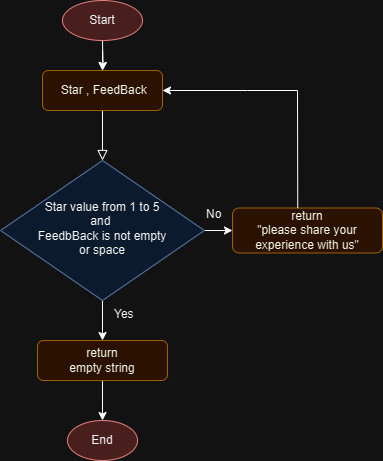 Start
Star , FeedBack
Star value from 1 to 5
and
FeedbBack is not empty
or space
No
return
"please share your
experience with us"
Yes
return
empty string
End